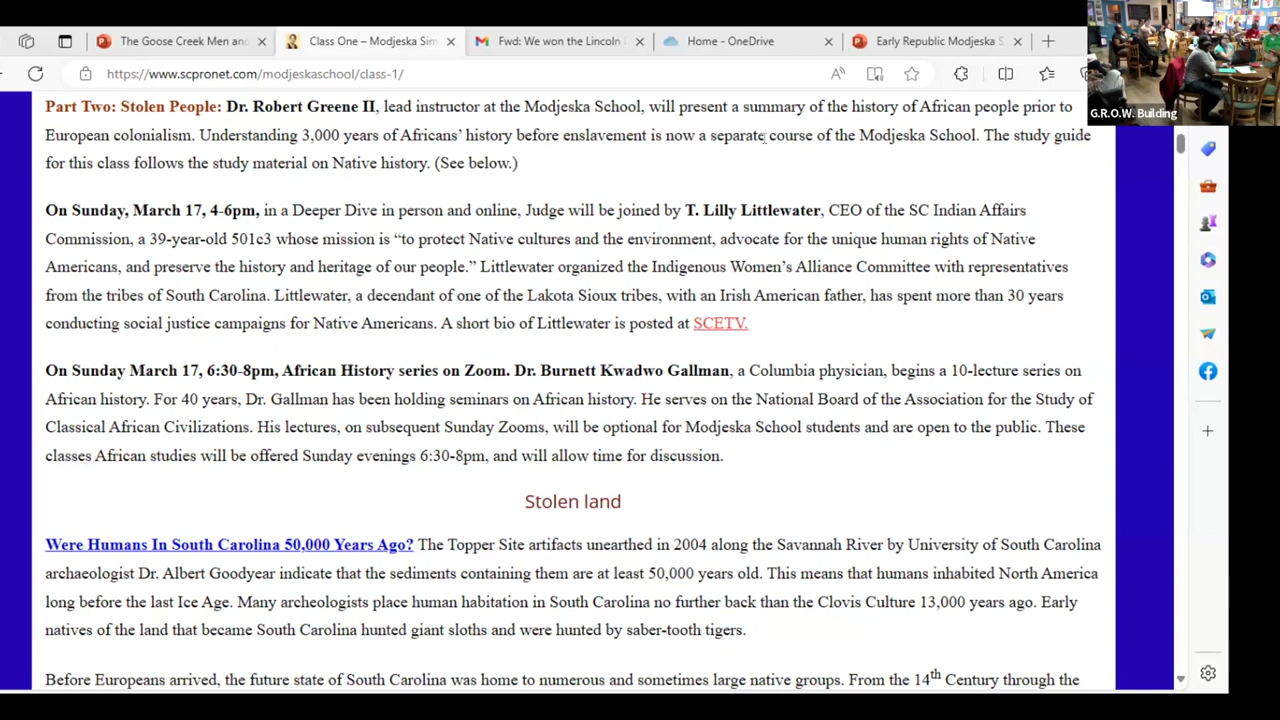 The Goose Creek Men and
Class One – Modjeska Sim
Fwd: We won the Lincoln
Home - OneDrive
Early Republic Modjeska S
https://www.scpronet.com/modjeskaschool/class-1/
G.R.O.W. Building
Part Two: Stolen People: Dr. Robert Greene II, lead instructor at the Modjeska School, will present a summary of the history of African people prior to
European colonialism. Understanding 3,000 years of Africans’ history before enslavement is now a separate course of the Modjeska School. The study guide
for this class follows the study material on Native history. (See below.)
On Sunday, March 17, 4-6pm, in a Deeper Dive in person and online, Judge will be joined by T. Lilly Littlewater, CEO of the SC Indian Affairs
Commission, a 39-year-old 501c3 whose mission is “to protect Native cultures and the environment, advocate for the unique human rights of Native
Americans, and preserve the history and heritage of our people.” Littlewater organized the Indigenous Women’s Alliance Committee with representatives
from the tribes of South Carolina. Littlewater, a decendant of one of the Lakota Sioux tribes, with an Irish American father, has spent more than 30 years
conducting social justice campaigns for Native Americans. A short bio of Littlewater is posted at SCETV.
On Sunday March 17, 6:30-8pm, African History series on Zoom. Dr. Burnett Kwadwo Gallman, a Columbia physician, begins a 10-lecture series on
African history. For 40 years, Dr. Gallman has been holding seminars on African history. He serves on the National Board of the Association for the Study of
Classical African Civilizations. His lectures, on subsequent Sunday Zooms, will be optional for Modjeska School students and are open to the public. These
classes African studies will be offered Sunday evenings 6:30-8pm, and will allow time for discussion.
Stolen land
Were Humans In South Carolina 50,000 Years Ago? The Topper Site artifacts unearthed in 2004 along the Savannah River by University of South Carolina
archaeologist Dr. Albert Goodyear indicate that the sediments containing them are at least 50,000 years old. This means that humans inhabited North America
long before the last Ice Age. Many archeologists place human habitation in South Carolina no further back than the Clovis Culture 13,000 years ago. Early
natives of the land that became South Carolina hunted giant sloths and were hunted by saber-tooth tigers.
Before Europeans arrived, the future state of South Carolina was home to numerous and sometimes large native groups. From the 14th Century through the